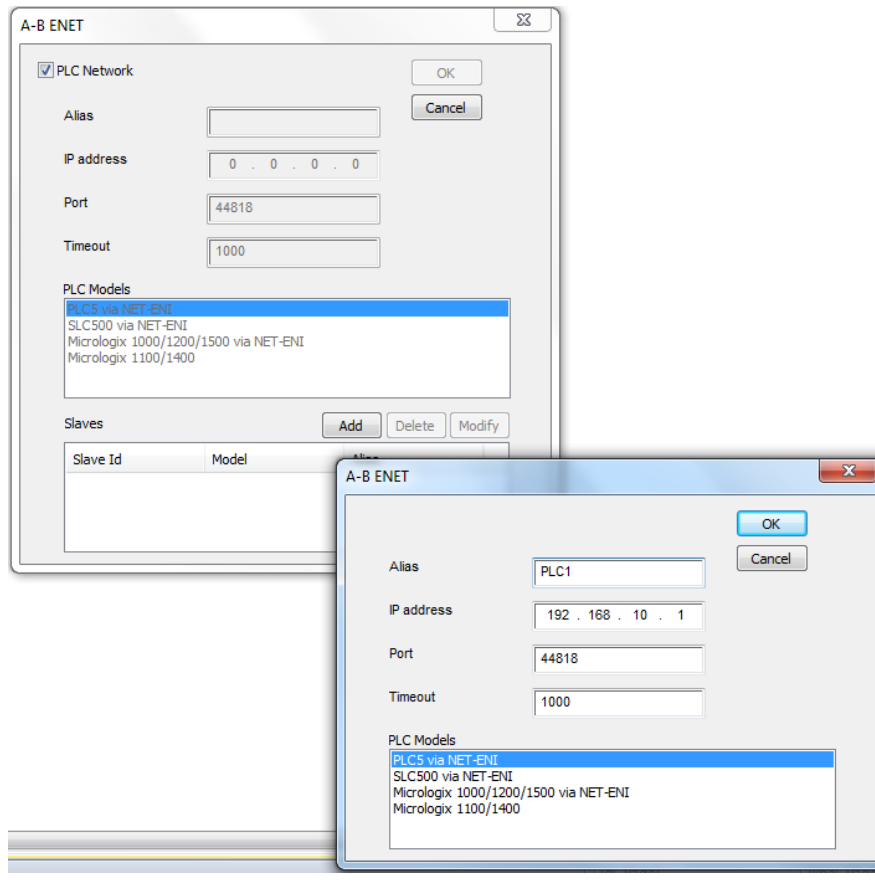 A-B ENET
PLC Network
OK
Cancel
Alias
IP address
0 . 0 . 0 . 0
Port
44818
Timeout
1000
PLC Models
PLC5 via NET-ENI
SLC500 via NET-ENI
Micrologix 1000/1200/1500 via NET-ENI
Micrologix 1100/1400
Slaves
Add
Delete
Modify
Slave Id Model
A-B ENET
OK
Cancel
Alias
PLC1
IP address
192 . 168 . 10 . 1
Port
44818
Timeout
1000
PLC Models
PLC5 via NET-ENI
SLC500 via NET-ENI
Micrologix 1000/1200/1500 via NET-ENI
Micrologix 1100/1400